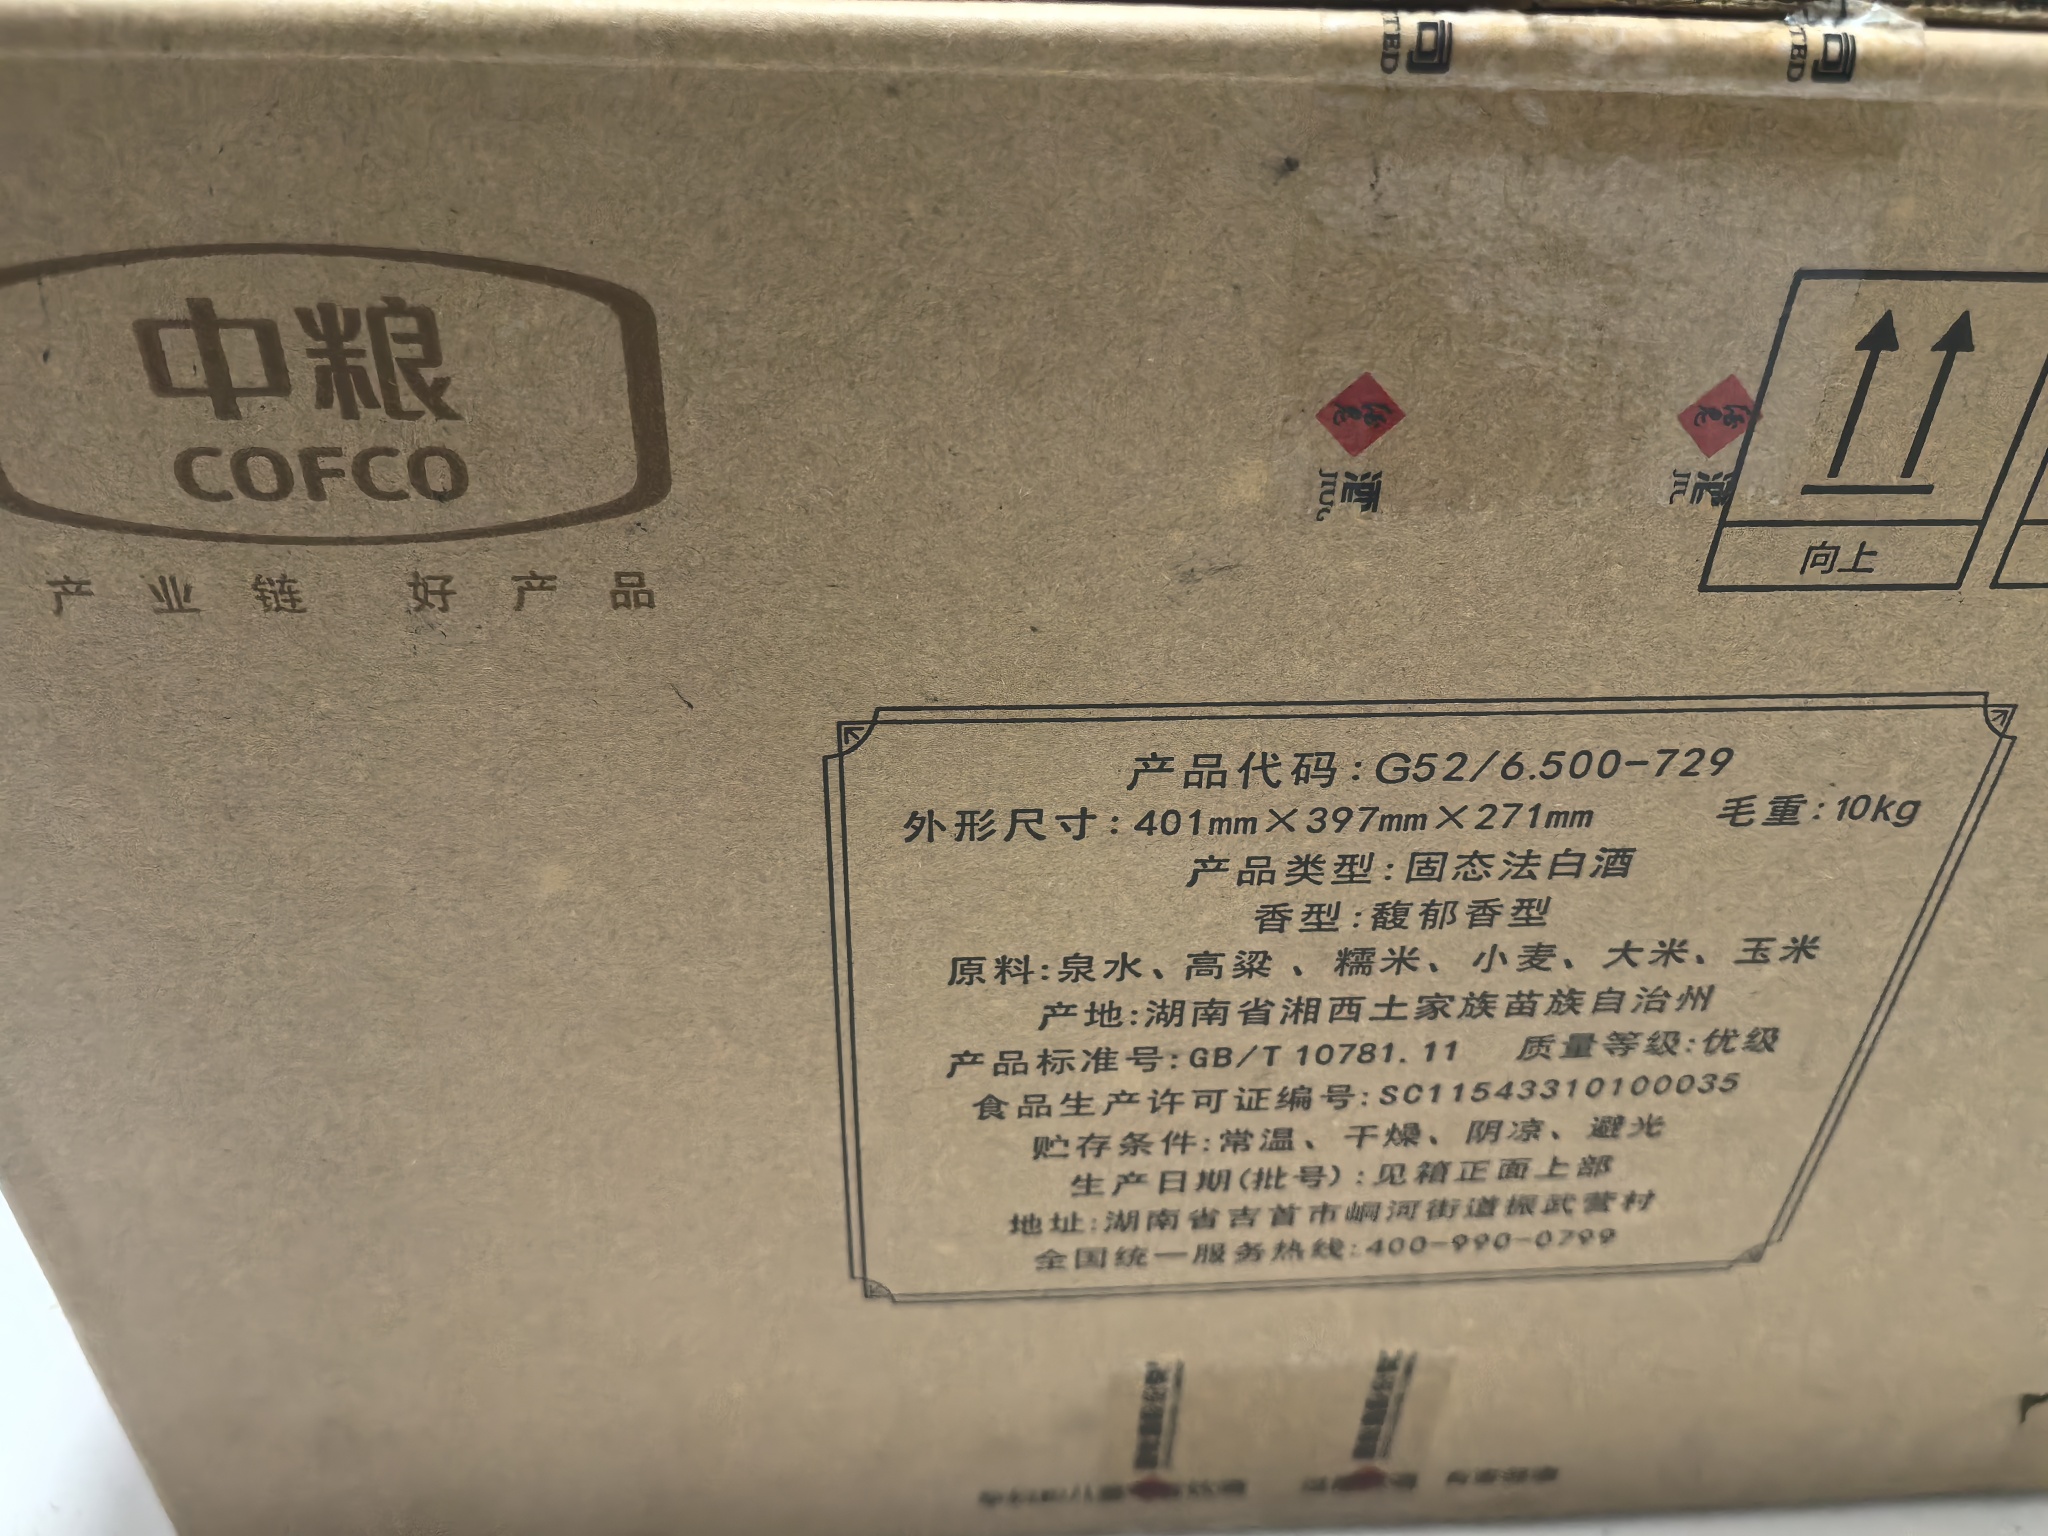 中粮
COFCO
产业链 好产品
向上
产品代码:G52/6.500-729
外形尺寸:401mm×397mm×271mm 毛重:10kg
产品类型:固态法白酒
香型:馥郁香型
原料:泉水、高粱、糯米、小麦、大米、玉米
产地:湖南省湘西土家族苗族自治州
产品标准号:GB/T 10781.11 质量等级:优级
食品生产许可证编号:SC11543310100035
贮存条件:常温、干燥、阴凉、避光
生产日期(批号):见箱正面上部
地址:湖南省吉首市峒河街道振武营村
全国统一服务热线:400-990-0799